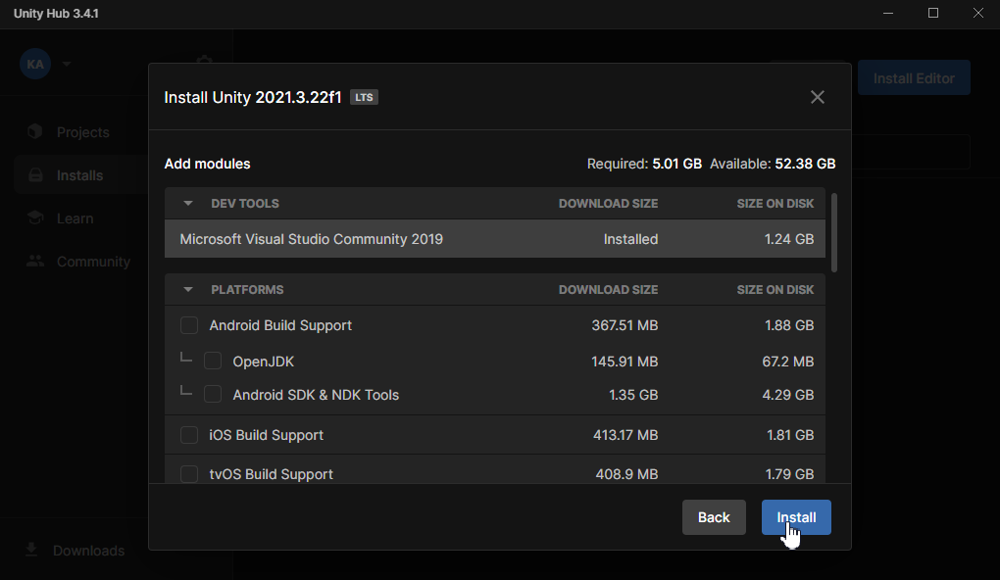 Unity Hub 3.4.1
KA
Install Editor
Projects
Installs
Learn
Community
Downloads
Install Unity 2021.3.22f1 LTS
Add modules Required: 5.01 GB Available: 52.38 GB
DEV TOOLS DOWNLOAD SIZE SIZE ON DISK
Microsoft Visual Studio Community 2019 Installed 1.24 GB
PLATFORMS DOWNLOAD SIZE SIZE ON DISK
Android Build Support 367.51 MB 1.88 GB
OpenJDK 145.91 MB 67.2 MB
Android SDK & NDK Tools 1.35 GB 4.29 GB
iOS Build Support 413.17 MB 1.81 GB
tvOS Build Support 408.9 MB 1.79 GB
Back Install